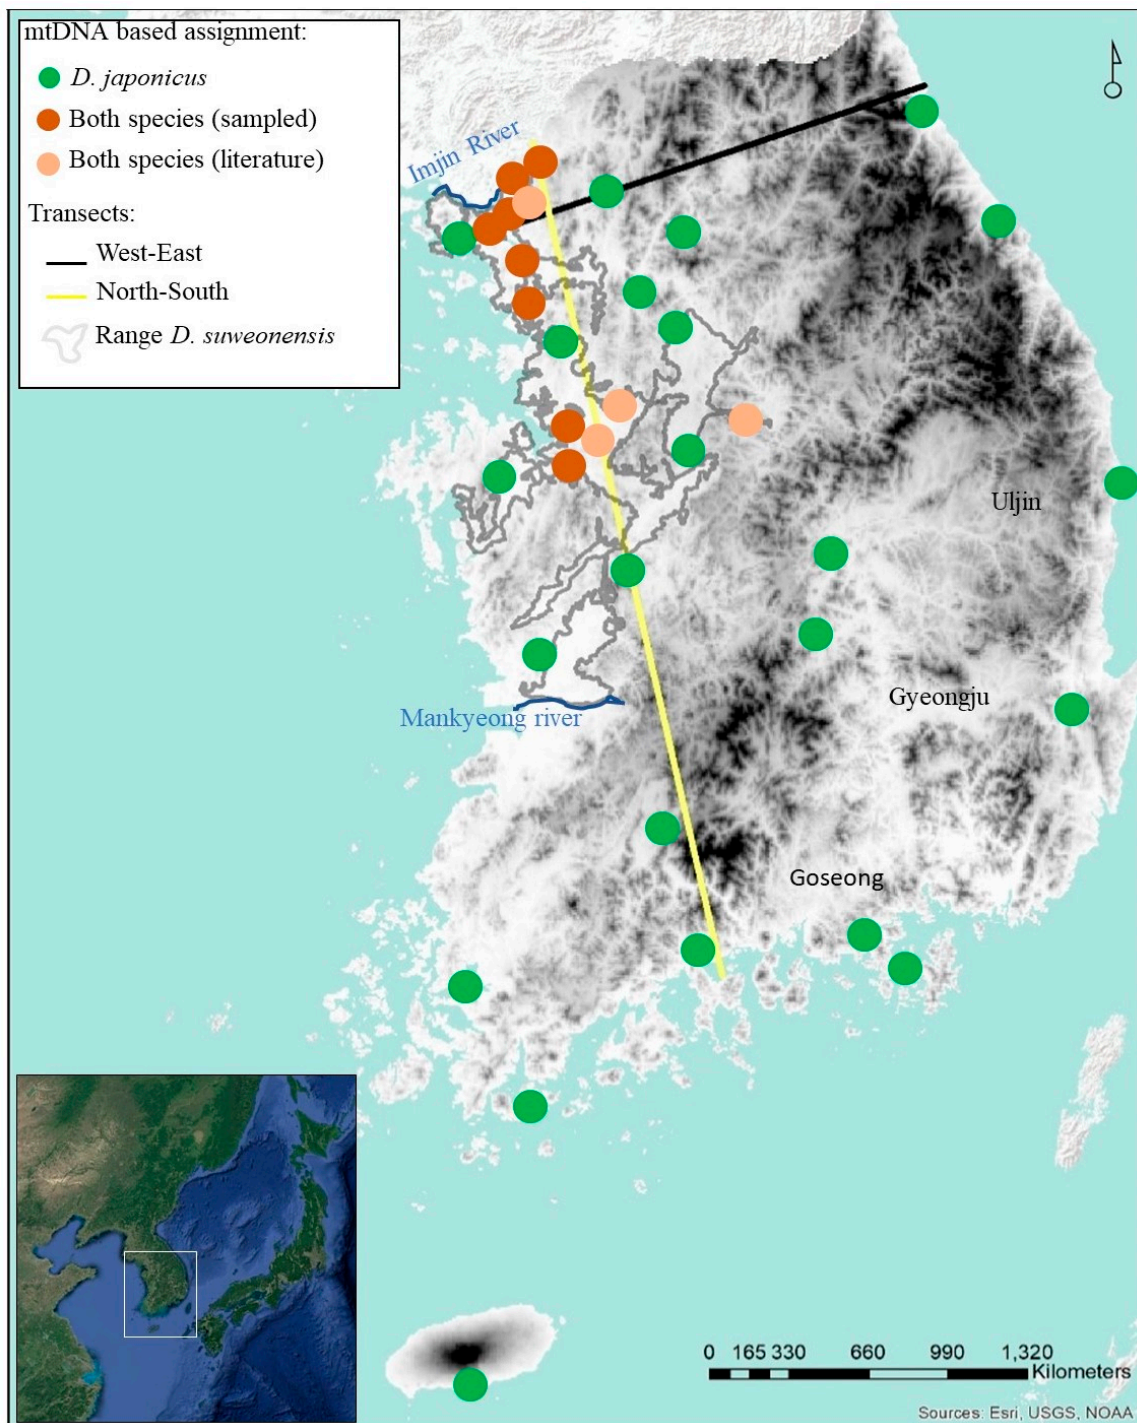 mtDNA based assignment:
D. japonicus
Both species (sampled)
Both species (literature)
Transects:
West-East
North-South
Range D. suweonensis
Imjin River
Uljin
Gyeongju
Mankyeong river
Goseong
0 165 330 660 990 1,320
Kilometers
Sources: Esri, USGS, NOAA